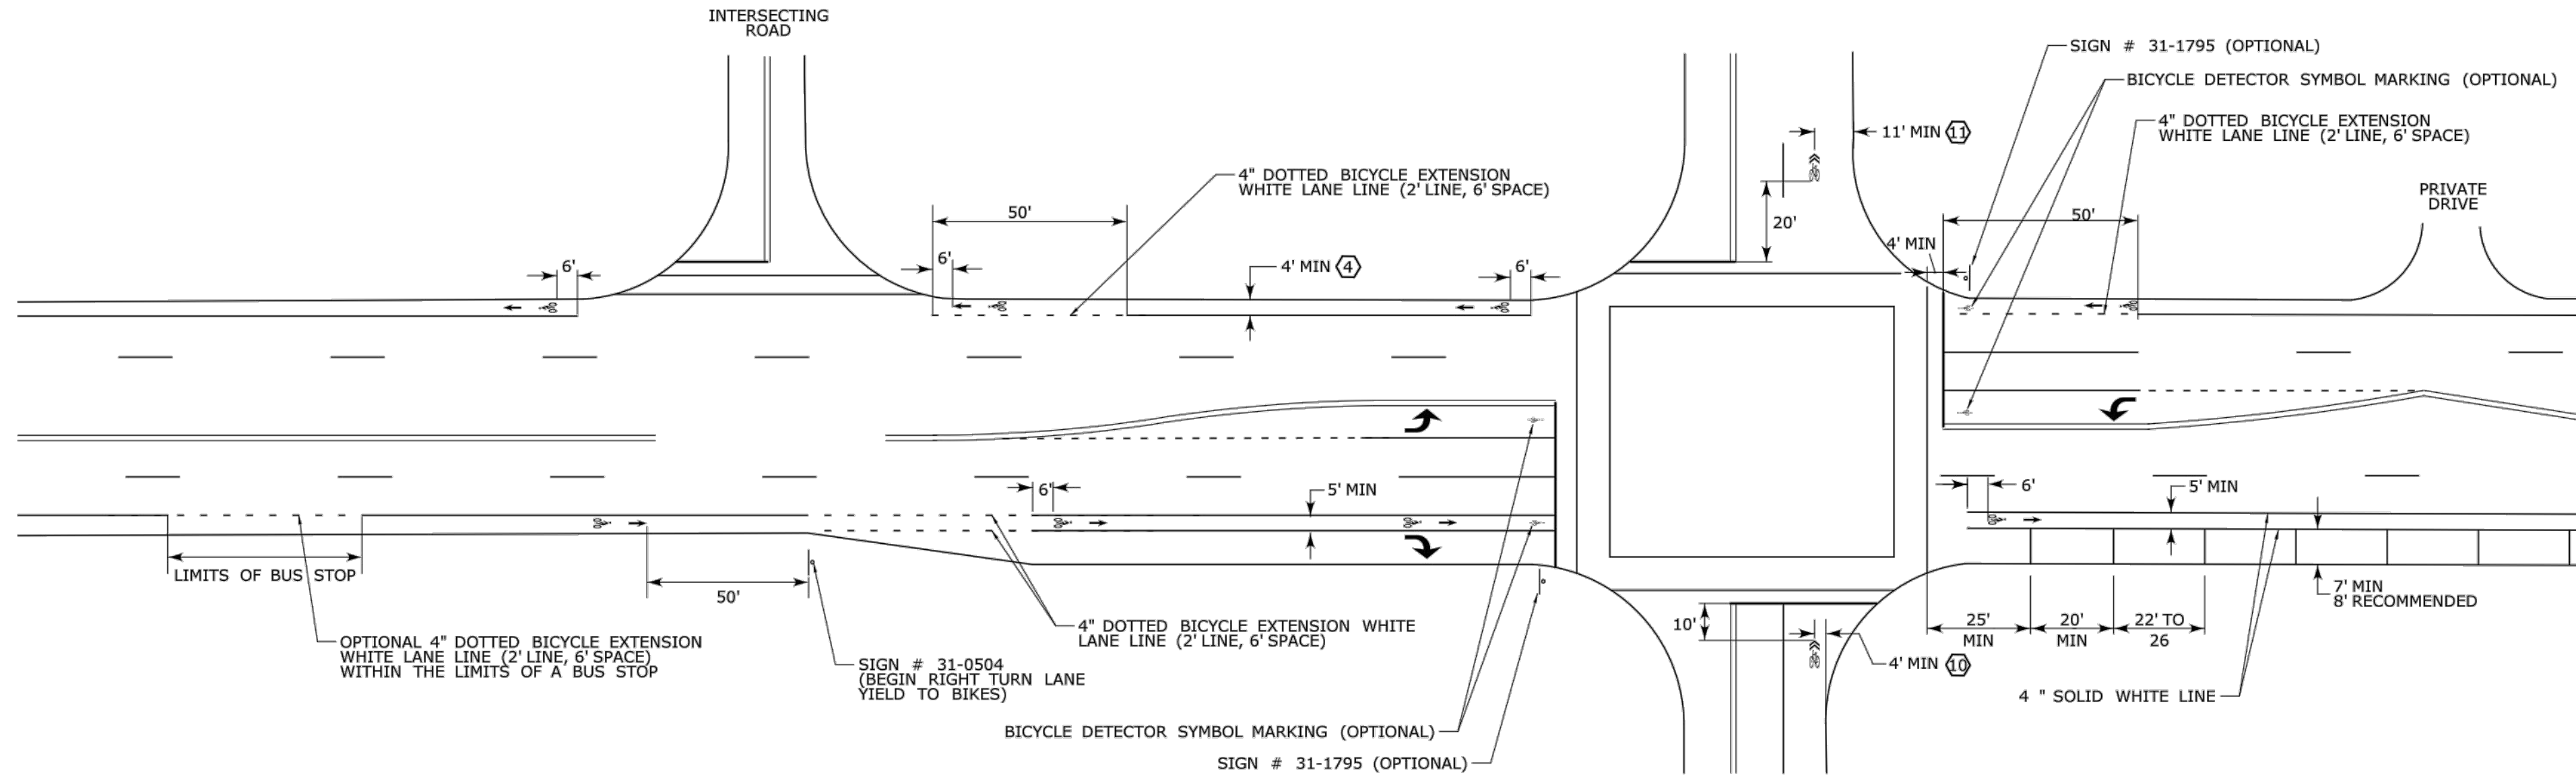 INTERSECTING
ROAD
SIGN # 31-1795 (OPTIONAL)
BICYCLE DETECTOR SYMBOL MARKING (OPTIONAL)
4" DOTTED BICYCLE EXTENSION
WHITE LANE LINE (2' LINE, 6' SPACE)
11' MIN 11
4" DOTTED BICYCLE EXTENSION
WHITE LANE LINE (2' LINE, 6' SPACE)
PRIVATE
DRIVE
50'
20'
50'
4' MIN
6'
6'
4' MIN 4
6'
6'
5' MIN
6'
5' MIN
LIMITS OF BUS STOP
50'
7' MIN
8' RECOMMENDED
10'
25'
MIN
20'
MIN
22' TO
26
OPTIONAL 4" DOTTED BICYCLE EXTENSION
WHITE LANE LINE (2' LINE, 6' SPACE)
WITHIN THE LIMITS OF A BUS STOP
SIGN # 31-0504
(BEGIN RIGHT TURN LANE
YIELD TO BIKES)
4" DOTTED BICYCLE EXTENSION WHITE
LANE LINE (2' LINE, 6' SPACE)
4' MIN 10
4 " SOLID WHITE LINE
BICYCLE DETECTOR SYMBOL MARKING (OPTIONAL)
SIGN # 31-1795 (OPTIONAL)